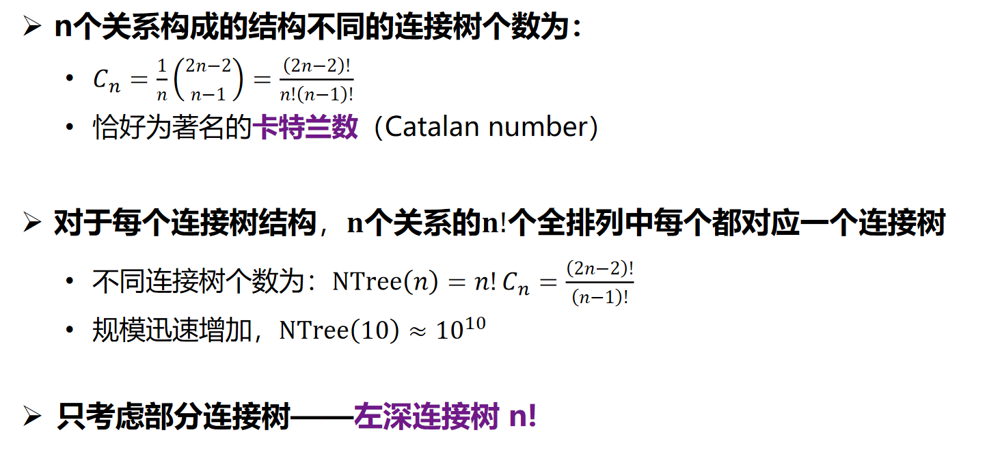 ➢ n个关系构成的结构不同的连接树个数为：
• $C_n = \frac{1}{n}\binom{2n-2}{n-1} = \frac{(2n-2)!}{n!(n-1)!}$
• 恰好为著名的卡特兰数（Catalan number）
➢ 对于每个连接树结构，n个关系的n!个全排列中每个都对应一个连接树
• 不同连接树个数为：$\mathrm{NTree}(n) = n!\, C_n = \frac{(2n-2)!}{(n-1)!}$
• 规模迅速增加，$\mathrm{NTree}(10) \approx 10^{10}$
➢ 只考虑部分连接树——左深连接树 n!